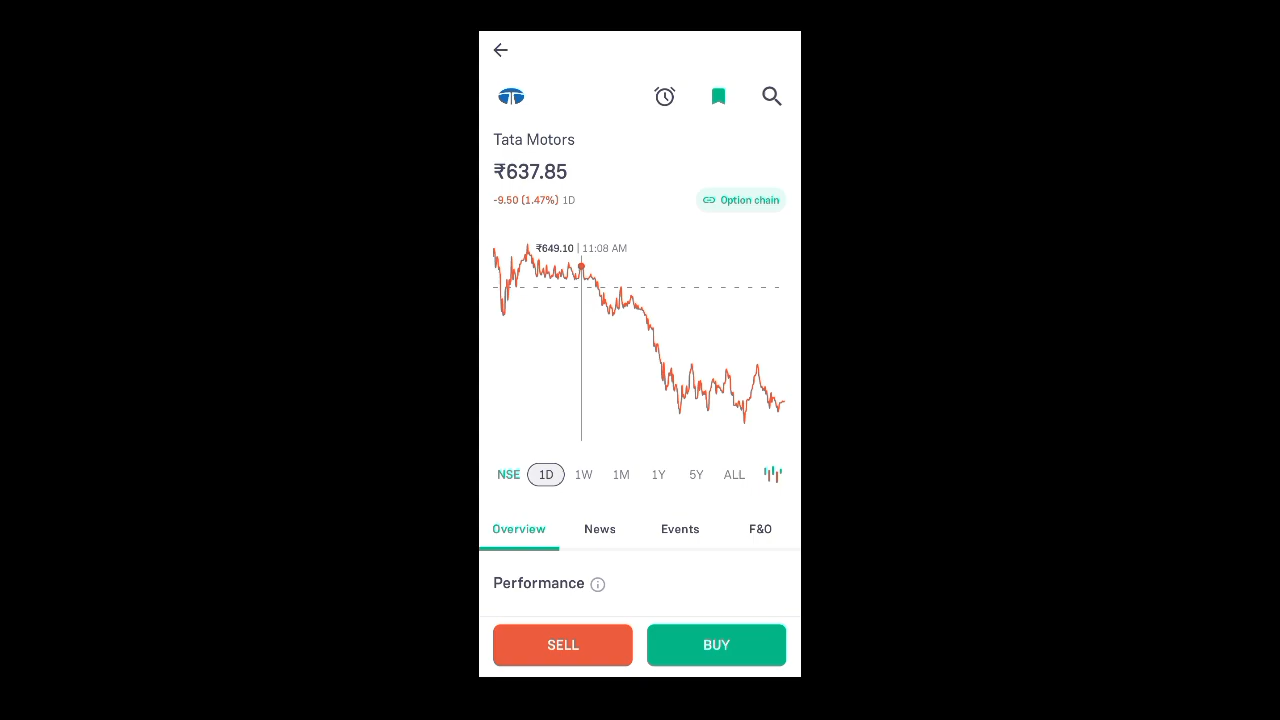 Tata Motors
₹637.85
-9.50 (1.47%) 1D
Option chain
₹649.10 | 11:08 AM
NSE 1D 1W 1M 1Y 5Y ALL
Overview News Events F&O
Performance
SELL BUY